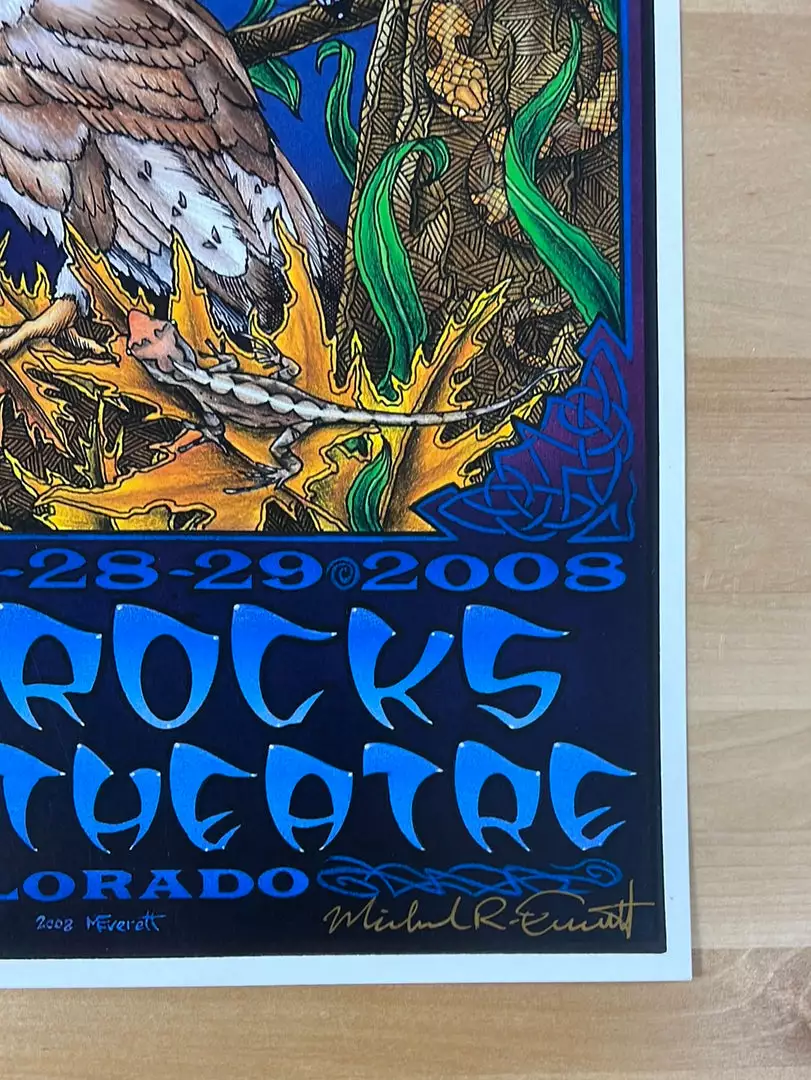 -28-29 2008
ROCKS
THEATRE
LORADO
2008 MEverett
Michael R. Everett